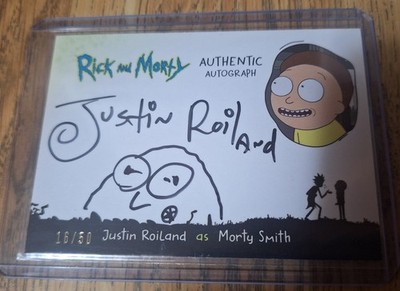 Rick and Morty
AUTHENTIC
AUTOGRAPH
Justin Roiland
16/50 Justin Roiland as Morty Smith